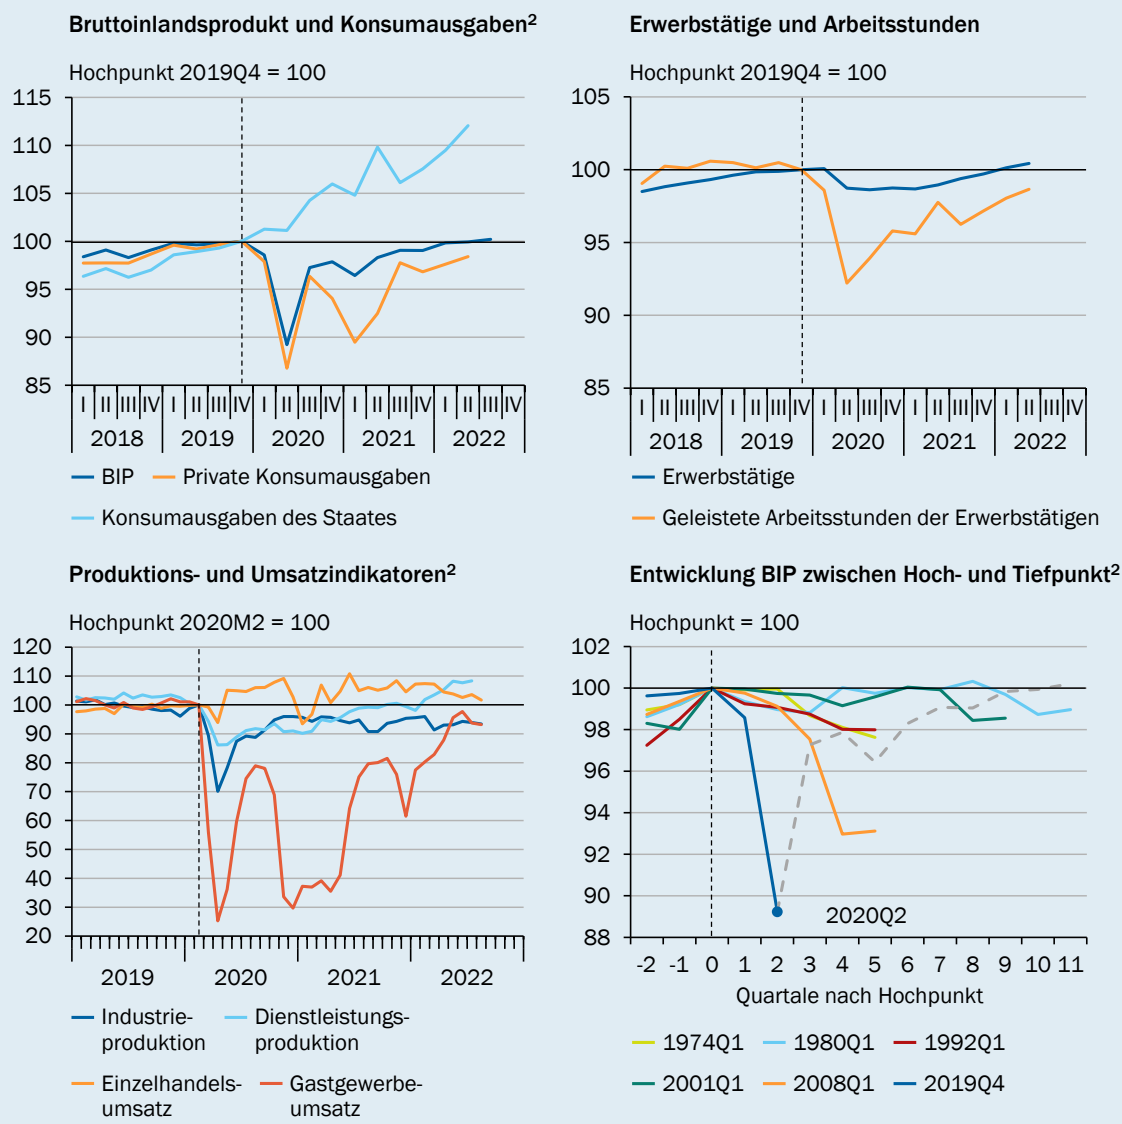 Bruttoinlandsprodukt und Konsumausgaben²
Hochpunkt 2019Q4 = 100
115
110
105
100
95
90
85
I II III IV I II III IV I II III IV I II III IV I II III IV
2018 2019 2020 2021 2022
BIP Private Konsumausgaben
Konsumausgaben des Staates
Erwerbstätige und Arbeitsstunden
Hochpunkt 2019Q4 = 100
105
100
95
90
85
I II III IV I II III IV I II III IV I II III IV I II III IV
2018 2019 2020 2021 2022
Erwerbstätige
Geleistete Arbeitsstunden der Erwerbstätigen
Produktions- und Umsatzindikatoren²
Hochpunkt 2020M2 = 100
120
110
100
90
80
70
60
50
40
30
20
2019 2020 2021 2022
Industrie-
produktion
Dienstleistungs-
produktion
Einzelhandels-
umsatz
Gastgewerbe-
umsatz
Entwicklung BIP zwischen Hoch- und Tiefpunkt²
Hochpunkt = 100
102
100
98
96
94
92
90
88
2020Q2
-2 -1 0 1 2 3 4 5 6 7 8 9 10 11
Quartale nach Hochpunkt
1974Q1 1980Q1 1992Q1
2001Q1 2008Q1 2019Q4